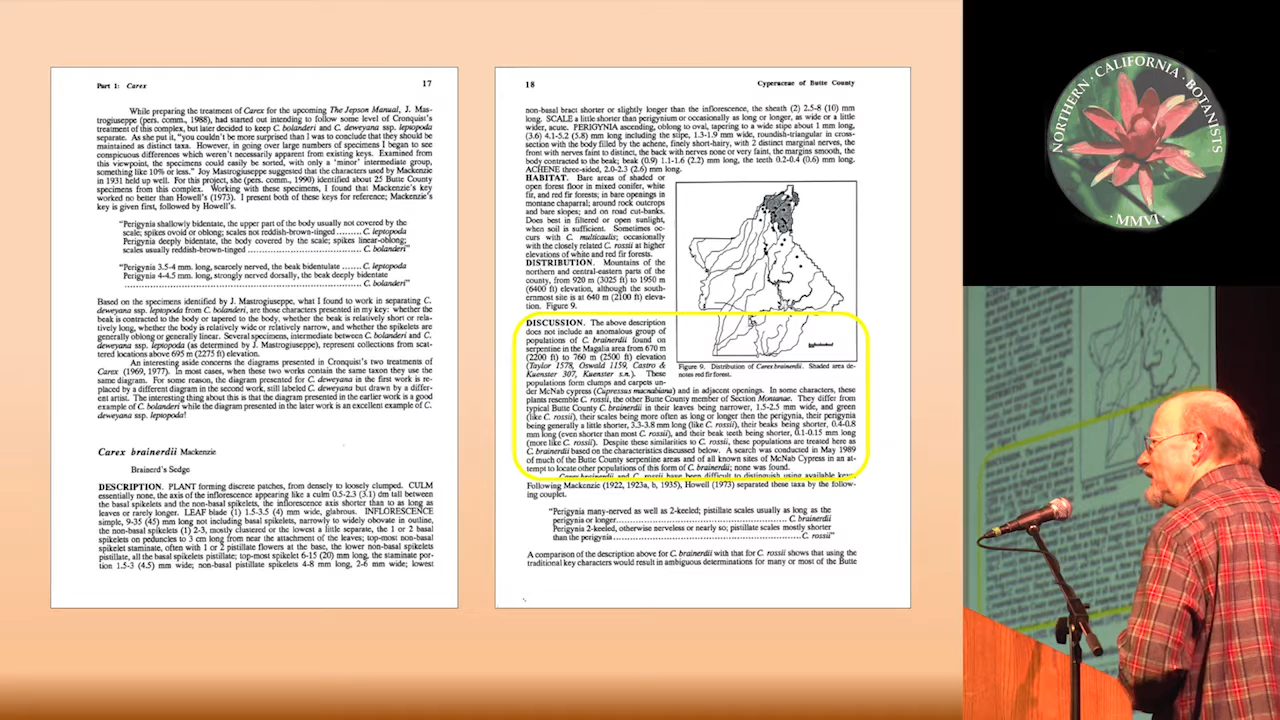 Part 1: Carex 17
While preparing the treatment of Carex for the upcoming The Jepson Manual, J. Mas-
trogiuseppe (pers. comm., 1988), had started out intending to follow some level of Cronquist's
treatment of this complex, but later decided to keep C. bolanderi and C. deweyana ssp. leptopoda
separate. As she put it, "you couldn't be more surprised than I was to conclude they should be
maintained as distinct taxa. However, in going over large numbers of specimens I began to see
conspicuous differences which weren't necessarily apparent from existing keys. Examined from
this viewpoint, the specimens could easily be sorted, with only a 'minor' intermediate group,
something like 10% or less." Joy Mastrogiuseppe suggested that the characters used by Mackenzie
in 1931 held up well. For this project, she (pers. comm., 1990) identified about 25 Butte County
specimens from this complex. Working with these specimens, I found that Mackenzie's key
worked no better than Howell's (1973). I present both of these keys for reference; Mackenzie's
key is given first, followed by Howell's.
"Perigynia shallowly bidentate, the upper part of the body usually not covered by the
scale; spikes ovoid or oblong; scales not reddish-brown-tinged ........ C. leptopoda
Perigynia deeply bidentate, the body covered by the scale; spikes linear-oblong;
scales usually reddish-brown-tinged ........ C. bolanderi"
"Perigynia 3.5-4 mm. long, scarcely nerved, the beak bidentulate ...... C. leptopoda
Perigynia 4-4.5 mm. long, strongly nerved dorsally, the beak deeply bidentate
........ C. bolanderi"
Based on the specimens identified by J. Mastrogiuseppe, what I found to work in separating C.
deweyana ssp. leptopoda from C. bolanderi, are those characters presented in my key: whether the
beak is contracted to the body or tapered to the body, whether the beak is relatively short or rela-
tively long, whether the body is relatively wide or relatively narrow, and whether the spikelets are
generally oblong or generally linear. Several specimens, intermediate between C. bolanderi and C.
deweyana ssp. leptopoda (as determined by J. Mastrogiuseppe), represent collections from scat-
tered locations above 695 m (2275 ft) elevation.
An interesting aside concerns the diagrams presented in Cronquist's two treatments of
Carex (1969, 1977). In most cases, when these two works contain the same taxon they use the
same diagram. For some reason, the diagram presented for C. deweyana in the first work is re-
placed by a different diagram in the second work, still labeled C. deweyana but drawn by a differ-
ent artist. The interesting thing about this is that the diagram presented in the earlier work is a good
example of C. bolanderi while the diagram presented in the later work is an excellent example of C.
deweyana ssp. leptopoda!
Carex brainerdii Mackenzie
Brainerd's Sedge
DESCRIPTION. PLANT forming discrete patches, from densely to loosely clumped. CULM
essentially none, the axis of the inflorescence appearing like a culm 0.5-2.3 (3.1) dm tall between
the basal spikelets and the non-basal spikelets, the inflorescence axis shorter than to as long as
leaves or rarely longer. LEAF blade (1) 1.5-3.5 (4) mm wide, glabrous. INFLORESCENCE
simple, 9-35 (45) mm long not including basal spikelets, narrowly to widely obovate in outline,
the non-basal spikelets (1) 2-3, mostly clustered or the lowest a little separate, the 1 or 2 basal
spikelets on peduncles to 3 cm long from near the attachment of the leaves; top-most non-basal
spikelet staminate, often with 1 or 2 pistillate flowers at the base, the lower non-basal spikelets
pistillate, all the basal spikelets pistillate; top-most spikelet 6-15 (20) mm long, the staminate por-
tion 1.5-3 (4.5) mm wide; non-basal pistillate spikelets 4-8 mm long, 2-6 mm wide; lowest
18 Cyperaceae of Butte County
non-basal bract shorter or slightly longer than the inflorescence, the sheath (2) 2.5-8 (10) mm
long. SCALE a little shorter than perigynium or occasionally as long or longer, as wide or a little
wider, acute. PERIGYNIA ascending, oblong to oval, tapering to a wide stipe about 1 mm long,
(3.6) 4.1-5.2 (5.8) mm long including the stipe, 1.3-1.9 mm wide, roundish-triangular in cross-
section with the body filled by the achene, finely short-hairy, with 2 distinct marginal nerves, the
front with nerves faint to distinct, the back with nerves none or very faint, the margins smooth, the
body contracted to the beak; beak (0.9) 1.1-1.6 (2.2) mm long, the teeth 0.2-0.4 (0.6) mm long.
ACHENE three-sided, 2.0-2.3 (2.6) mm long.
HABITAT. Bare areas of shaded or
open forest floor in mixed conifer, white
fir, and red fir forests; in bare openings in
montane chaparral; around rock outcrops
and bare slopes; and on road cut-banks.
Does best in filtered or open sunlight,
when soil is sufficient. Sometimes oc-
curs with C. multicaulis; occasionally
with the closely related C. rossii at higher
elevations of white and red fir forests.
DISTRIBUTION. Mountains of the
northern and central-eastern parts of the
county, from 920 m (3025 ft) to 1950 m
(6400 ft) elevation, although the south-
ernmost site is at 640 m (2100 ft) eleva-
tion. Figure 9.
Figure 9. Distribution of Carex brainerdii. Shaded area de-
notes red fir forest.
DISCUSSION. The above description
does not include an anomalous group of
populations of C. brainerdii found on
serpentine in the Magalia area from 670 m
(2200 ft) to 760 m (2500 ft) elevation
(Taylor 1578, Oswald 1159, Castro &
Kuenster 307, Kuenster s.n.). These
populations form clumps and carpets un-
der McNab cypress (Cupressus macnabiana) and in adjacent openings. In some characters, these
plants resemble C. rossii, the other Butte County member of Section Montanae. They differ from
typical Butte County C. brainerdii in their leaves being narrower, 1.5-2.5 mm wide, and green
(like C. rossii), their scales being more often as long or longer then the perigynia, their perigynia
being generally a little shorter, 3.3-3.8 mm long (like C. rossii), their beaks being shorter, 0.4-0.8
mm long (even shorter than most C. rossii), and their beak teeth being shorter, 0.1-0.15 mm long
(more like C. rossii). Despite these similarities to C. rossii, these populations are treated here as
C. brainerdii based on the characteristics discussed below. A search was conducted in May 1989
of much of the Butte County serpentine areas and of all known sites of McNab Cypress in an at-
tempt to locate other populations of this form of C. brainerdii; none was found.
Carex brainerdii and C. rossii have been difficult to distinguish using available keys.
Following Mackenzie (1922, 1923a, b, 1935), Howell (1973) separated these taxa by the follow-
ing couplet.
"Perigynia many-nerved as well as 2-keeled; pistillate scales usually as long as the
perigynia or longer........ C. brainerdii
Perigynia 2-keeled, otherwise nerveless or nearly so; pistillate scales mostly shorter
than the perigynia ........ C. rossii"
A comparison of the description above for C. brainerdii with that for C. rossii shows that using the
traditional key characters would result in ambiguous determinations for many or most of the Butte
NORTHERN CALIFORNIA BOTANISTS
· MMVI ·